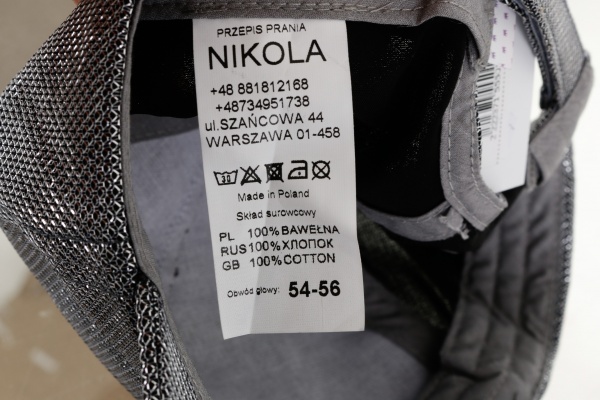 PRZEPIS PRANIA
NIKOLA
+48 881812168
+48734951738
ul.SZAŃCOWA 44
WARSZAWA 01-458
30
Made in Poland
Skład surowcowy
PL 100% BAWEŁNA
RUS 100% ХЛОПОК
GB 100% COTTON
Obwód głowy: 54-56